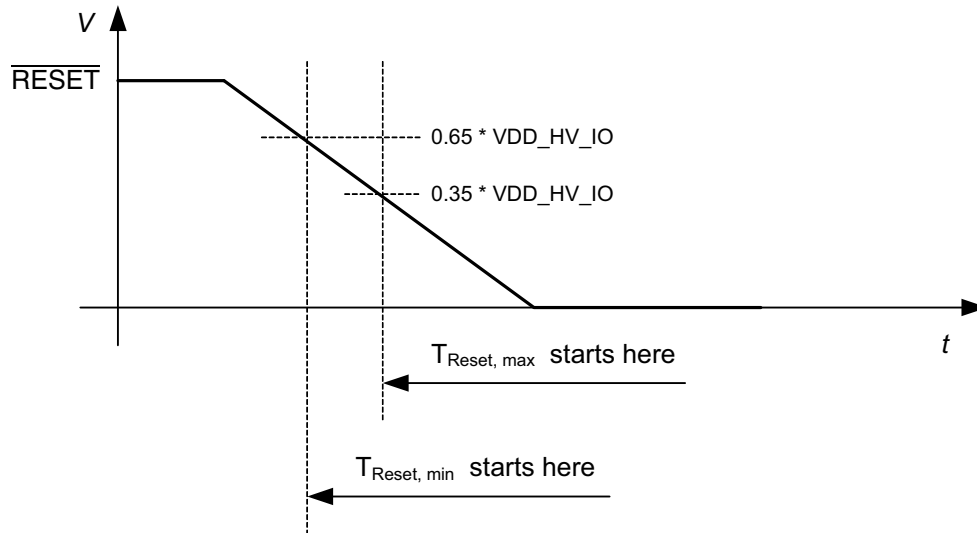 V
RESET
0.65 * VDD_HV_IO
0.35 * VDD_HV_IO
t
TReset, max starts here
TReset, min starts here